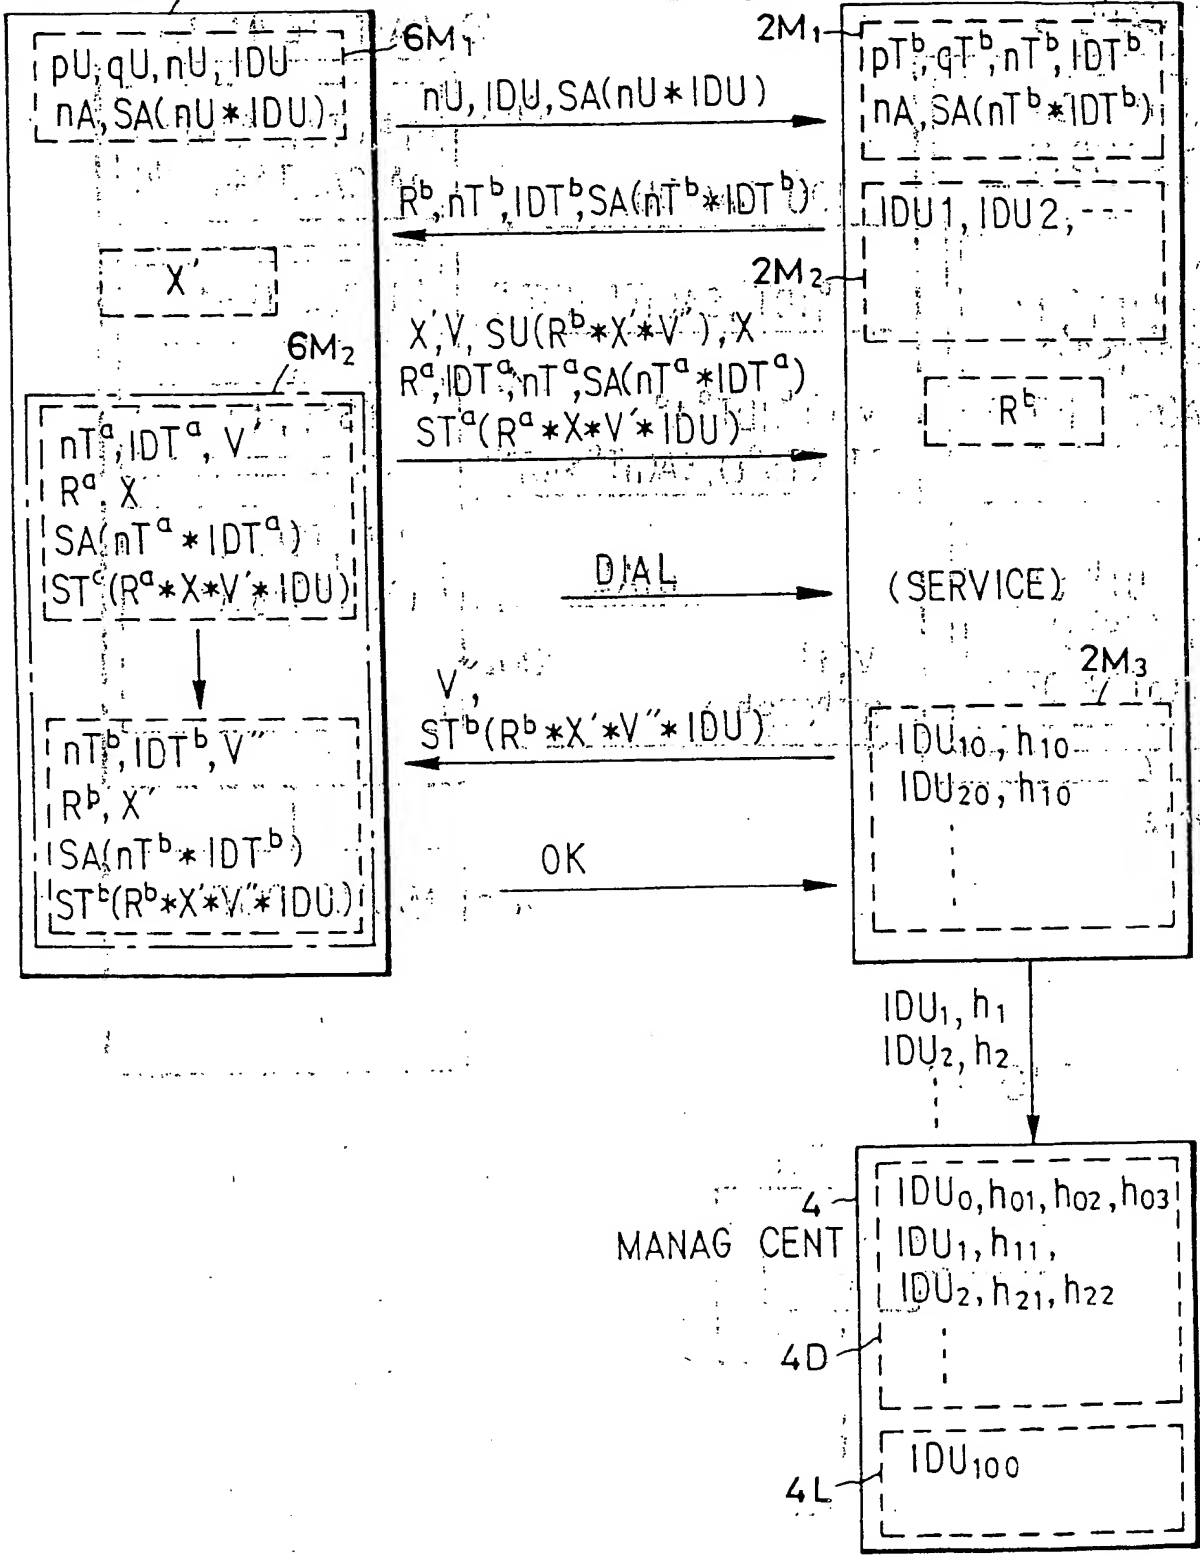 6M₁
pU, qU, nU, IDU
nA, SA(nU*IDU)
nU, IDU, SA(nU*IDU)
2M₁
pTᵇ, qTᵇ, nTᵇ, IDTᵇ
nA, SA(nTᵇ*IDTᵇ)
Rᵇ, nTᵇ, IDTᵇ, SA(nTᵇ*IDTᵇ)
IDU1, IDU2, ---
2M₂
X'
X', V, SU(Rᵇ*X'*V''), X
Rᵃ, IDTᵃ, nTᵃ, SA(nTᵃ*IDTᵃ)
STᵃ(Rᵃ*X*V'*IDU)
Rᵇ
6M₂
nTᵃ, IDTᵃ, V'
Rᵃ, X
SA(nTᵃ*IDTᵃ)
STᵃ(Rᵃ*X*V'*IDU)
DIAL
(SERVICE)
2M₃
V'',
STᵇ(Rᵇ*X'*V''*IDU)
IDU₁₀, h₁₀
IDU₂₀, h₁₀
nTᵇ, IDTᵇ, V''
Rᵇ, X'
SA(nTᵇ*IDTᵇ)
STᵇ(Rᵇ*X'*V''*IDU)
OK
IDU₁, h₁
IDU₂, h₂
4
MANAG CENT
IDU₀, h₀₁, h₀₂, h₀₃
IDU₁, h₁₁,
IDU₂, h₂₁, h₂₂
4D
4L
IDU₁₀₀